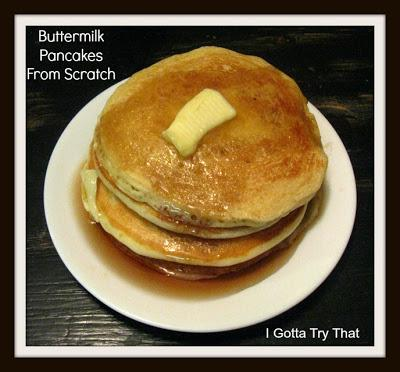 Buttermilk
Pancakes
From Scratch
I Gotta Try That